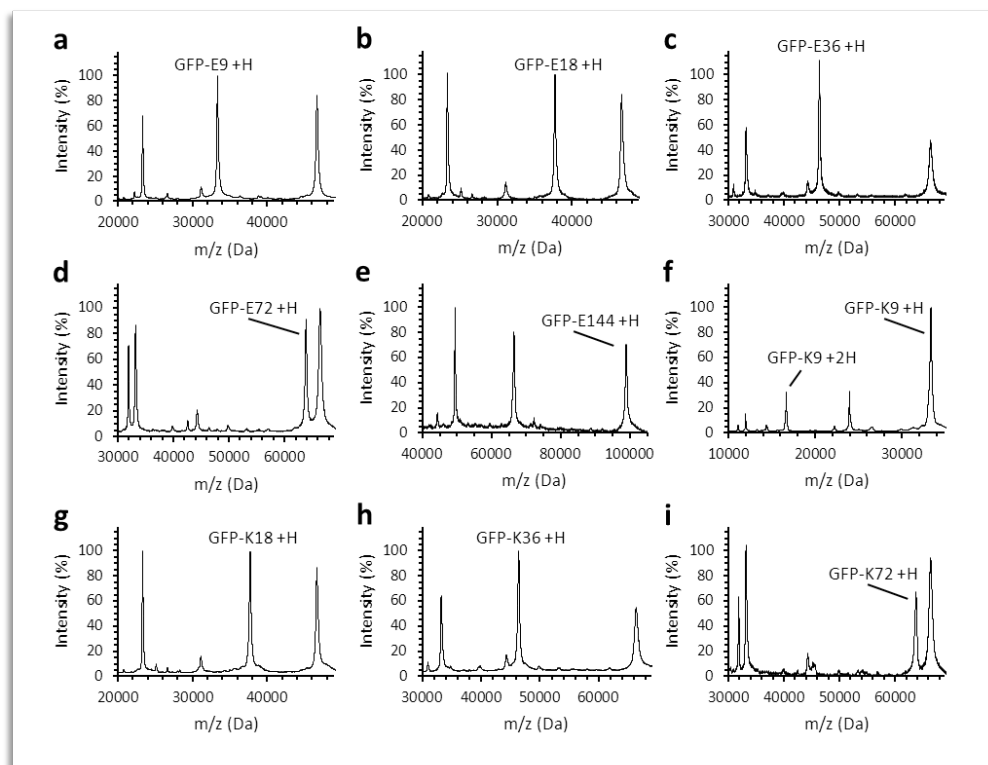 a
GFP-E9 +H
Intensity (%)
100
80
60
40
20
0
20000 40000
m/z (Da)
b
GFP-E18 +H
Intensity (%)
100
80
60
40
20
0
20000 40000
m/z (Da)
c
GFP-E36 +H
Intensity (%)
100
80
60
40
20
0
30000 40000 50000 60000
m/z (Da)
d
GFP-E72 +H
Intensity (%)
100
80
60
40
20
0
30000 40000 50000 60000
m/z (Da)
e
GFP-E144 +H
Intensity (%)
100
80
60
40
20
0
40000 60000 80000 100000
m/z (Da)
f
GFP-K9 +H
GFP-K9 +2H
Intensity (%)
100
80
60
40
20
0
10000 20000 30000
m/z (Da)
g
GFP-K18 +H
Intensity (%)
100
80
60
40
20
0
20000 40000
m/z (Da)
h
GFP-K36 +H
Intensity (%)
100
80
60
40
20
0
30000 40000 50000 60000
m/z (Da)
i
GFP-K72 +H
Intensity (%)
100
80
60
40
20
0
30000 40000 50000 60000
m/z (Da)